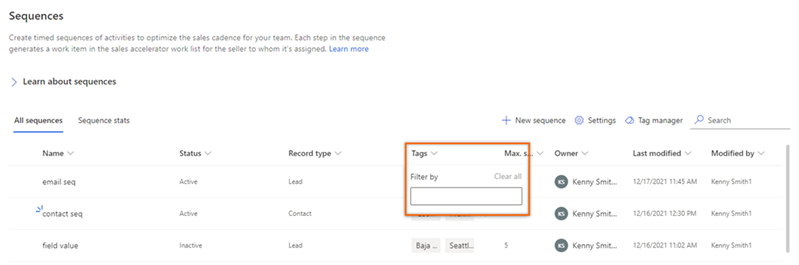 Sequences
Create timed sequences of activities to optimize the sales cadence for your team. Each step in the sequence
generates a work item in the sales accelerator work list for the seller to whom it's assigned. Learn more
Learn about sequences
All sequences Sequence stats
New sequence Settings Tag manager Search
Name Status Record type Tags Max. s... Owner Last modified Modified by
Filter by Clear all
email seq Active Lead KS Kenny Smit... 12/17/2021 11:45 AM Kenny Smith1
contact seq Active Contact KS Kenny Smit... 12/16/2021 12:30 PM Kenny Smith1
field value Inactive Lead Baja ... Seattl... 5 KS Kenny Smit... 12/16/2021 11:02 AM Kenny Smith1